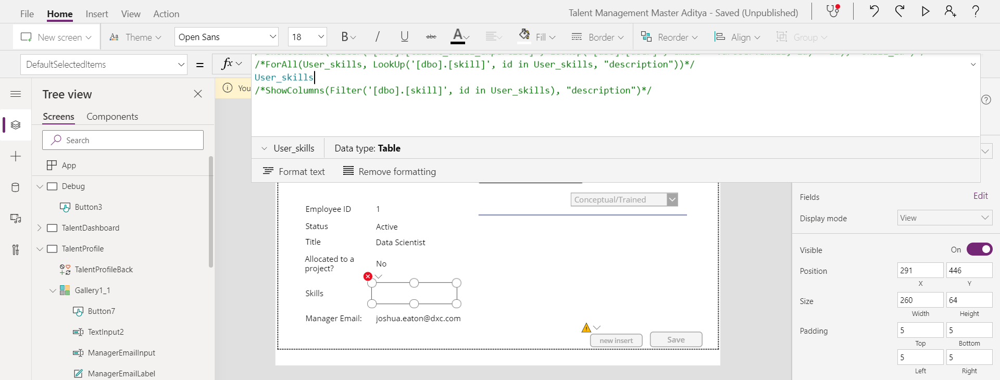 File Home Insert View Action
Talent Management Master Aditya - Saved (Unpublished)
New screen Theme Open Sans 18 B / U abc A Fill Border Reorder Align Group
DefaultSelectedItems = fx
/*ForAll(User_skills, LookUp('[dbo].[skill]', id in User_skills, "description"))*/
User_skills
/*ShowColumns(Filter('[dbo].[skill]', id in User_skills), "description")*/
User_skills Data type: Table
Format text Remove formatting
You
Tree view
Screens Components
Search
App
Debug
Button3
TalentDashboard
TalentProfile
TalentProfileBack
Gallery1_1
Button7
TextInput2
ManagerEmailInput
ManagerEmailLabel
Conceptual/Trained
Employee ID 1
Status Active
Title Data Scientist
Allocated to a
project? No
Skills
Manager Email: joshua.eaton@dxc.com
new insert Save
Fields Edit
Display mode View
Visible On
Position 291 446
X Y
Size 260 64
Width Height
Padding 5 5
Top Bottom
5 5
Left Right